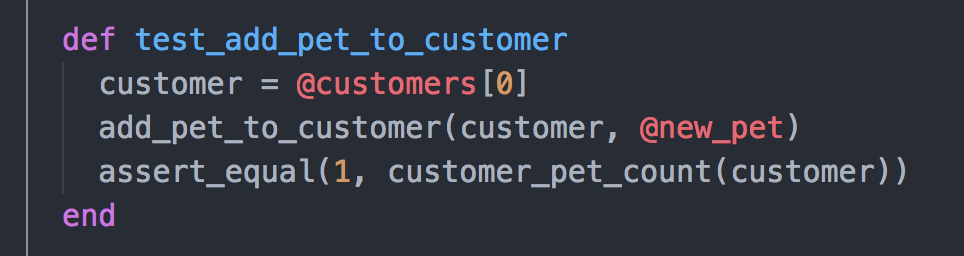 def test_add_pet_to_customer
  customer = @customers[0]
  add_pet_to_customer(customer, @new_pet)
  assert_equal(1, customer_pet_count(customer))
end